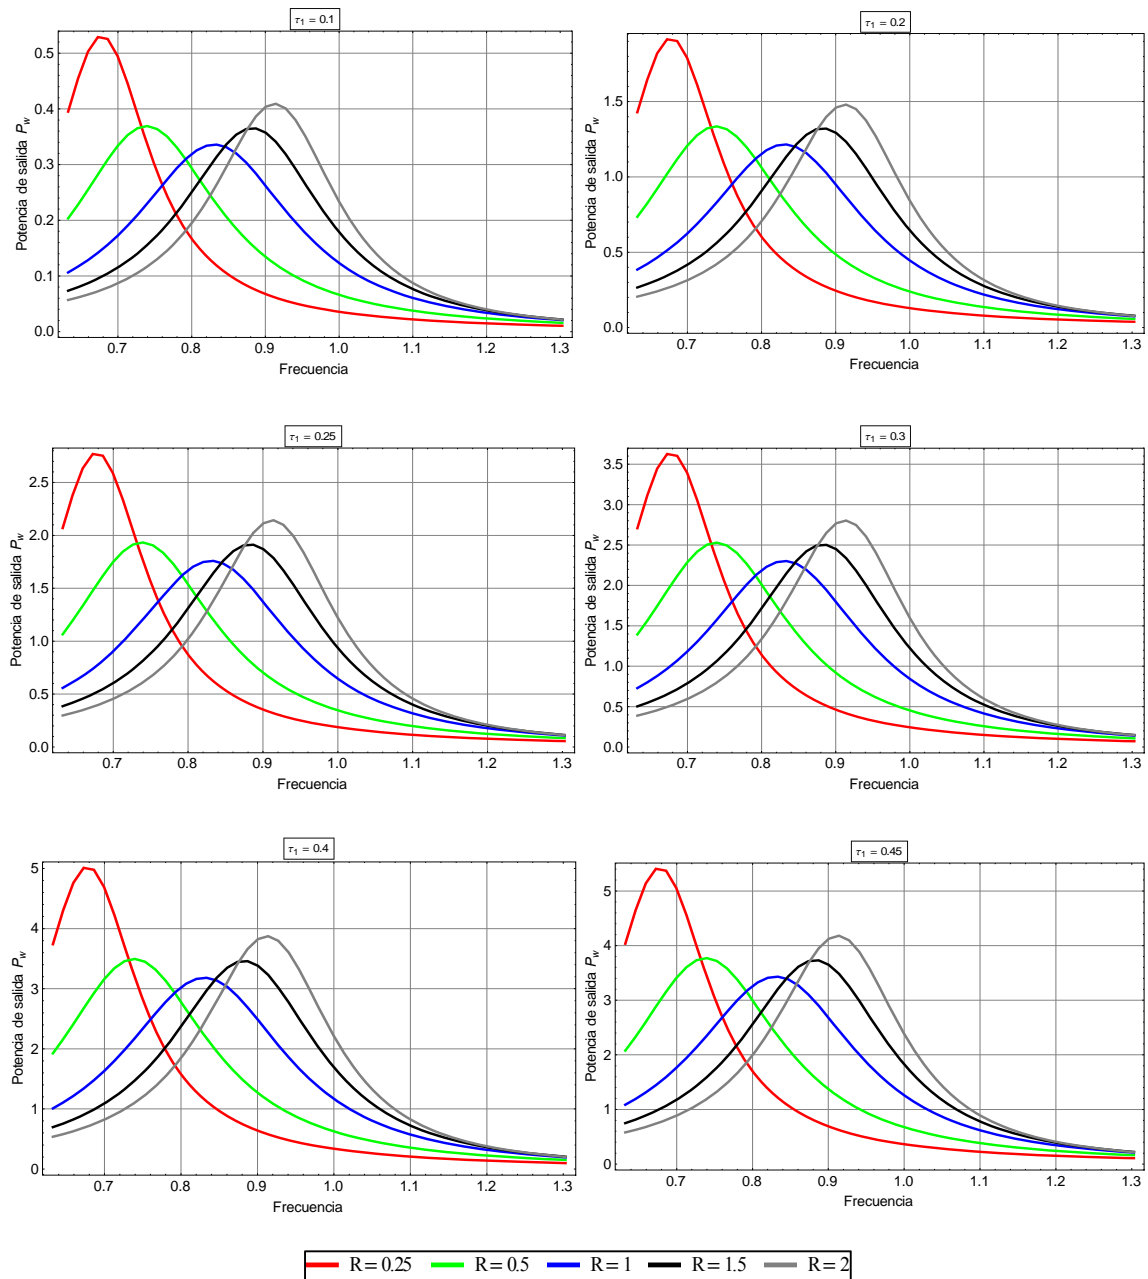 τ1 = 0.1
Potencia de salida Pw
0.5
0.4
0.3
0.2
0.1
0.0
0.7 0.8 0.9 1.0 1.1 1.2 1.3
Frecuencia
τ1 = 0.2
Potencia de salida Pw
1.5
1.0
0.5
0.0
0.7 0.8 0.9 1.0 1.1 1.2 1.3
Frecuencia
τ1 = 0.25
Potencia de salida Pw
2.5
2.0
1.5
1.0
0.5
0.0
0.7 0.8 0.9 1.0 1.1 1.2 1.3
Frecuencia
τ1 = 0.3
Potencia de salida Pw
3.5
3.0
2.5
2.0
1.5
1.0
0.5
0.0
0.7 0.8 0.9 1.0 1.1 1.2 1.3
Frecuencia
τ1 = 0.4
Potencia de salida Pw
5
4
3
2
1
0
0.7 0.8 0.9 1.0 1.1 1.2 1.3
Frecuencia
τ1 = 0.45
Potencia de salida Pw
5
4
3
2
1
0
0.7 0.8 0.9 1.0 1.1 1.2 1.3
Frecuencia
R = 0.25 R = 0.5 R = 1 R = 1.5 R = 2